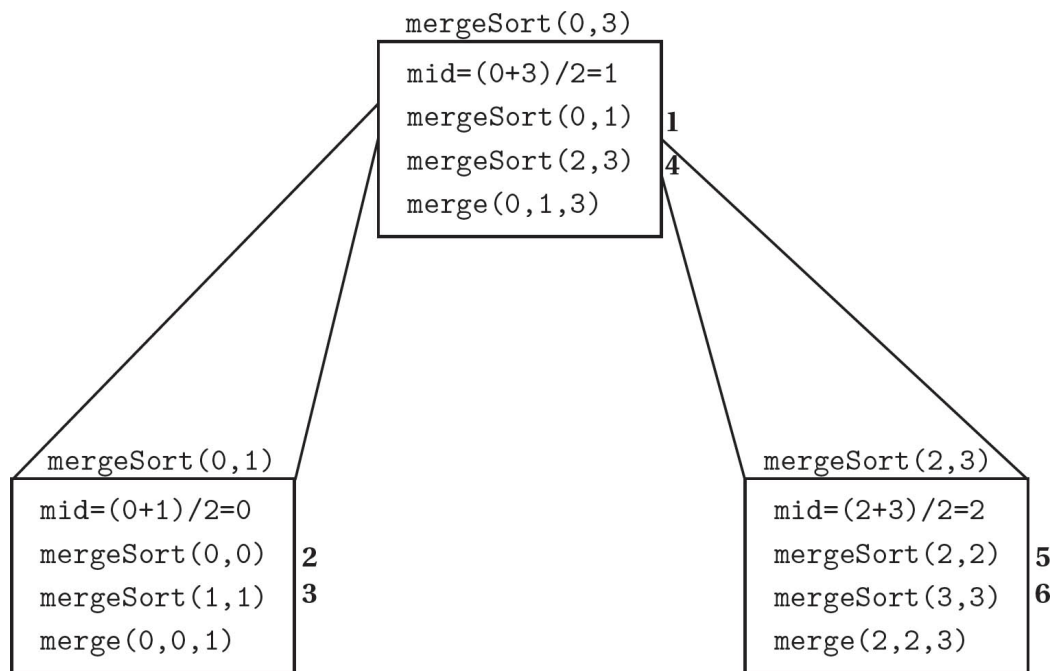 mergeSort(0,3)
mid=(0+3)/2=1
mergeSort(0,1) 1
mergeSort(2,3) 4
merge(0,1,3)
mergeSort(0,1)
mid=(0+1)/2=0
mergeSort(0,0) 2
mergeSort(1,1) 3
merge(0,0,1)
mergeSort(2,3)
mid=(2+3)/2=2
mergeSort(2,2) 5
mergeSort(3,3) 6
merge(2,2,3)